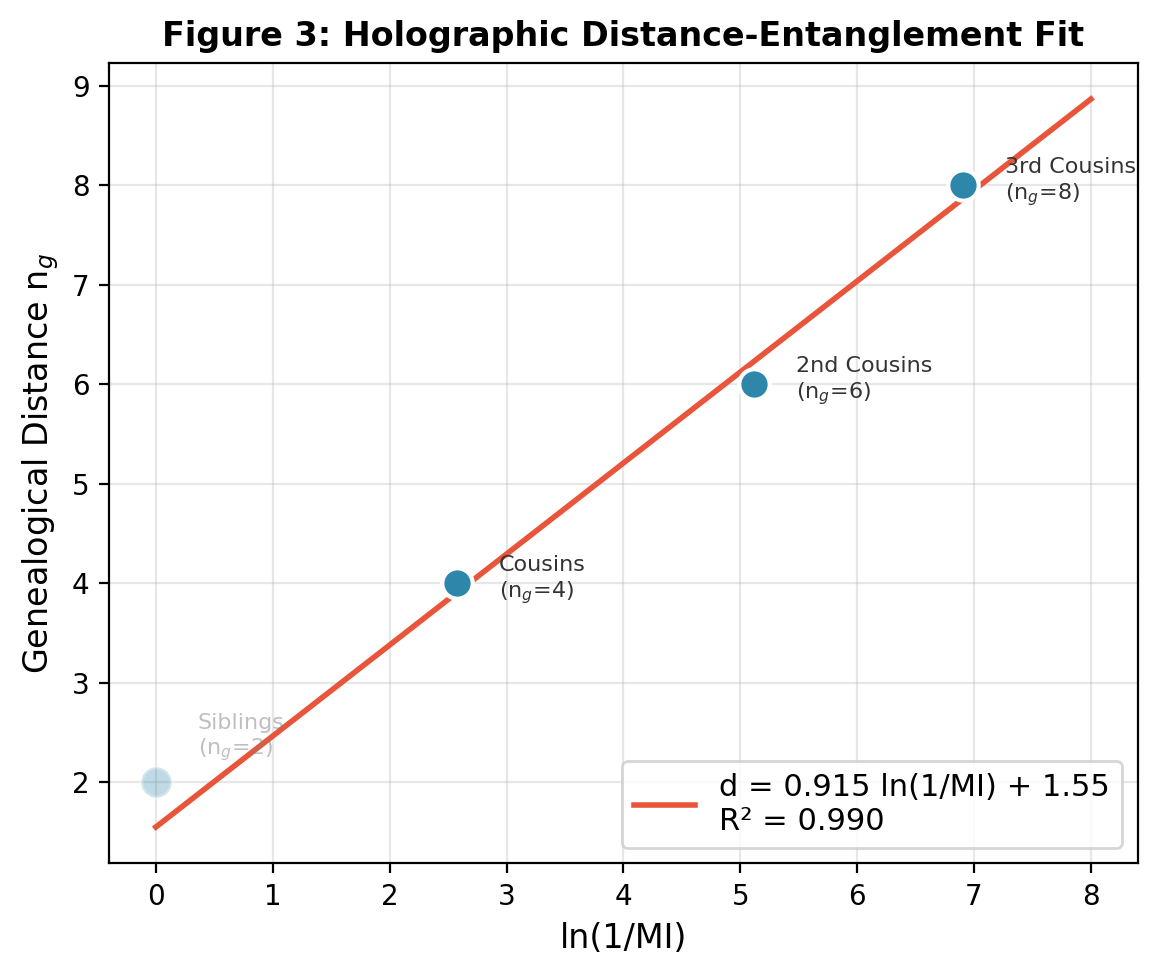 Figure 3: Holographic Distance-Entanglement Fit
Genealogical Distance n_g
9
8
7
6
5
4
3
2
3rd Cousins
(n_g=8)
2nd Cousins
(n_g=6)
Cousins
(n_g=4)
Siblings
(n_g=2)
d = 0.915 ln(1/MI) + 1.55
R² = 0.990
0 1 2 3 4 5 6 7 8
ln(1/MI)